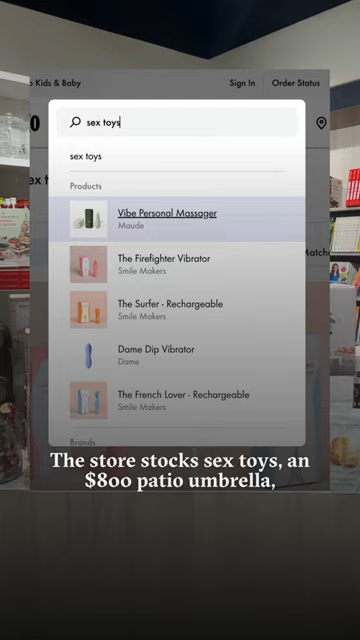 Kids & Baby
Sign In
Order Status
sex toys
sex toys
Products
Vibe Personal Massager
Maude
The Firefighter Vibrator
Smile Makers
The Surfer - Rechargeable
Smile Makers
Dame Dip Vibrator
Dame
The French Lover - Rechargeable
Smile Makers
Brands
The store stocks sex toys, an
$800 patio umbrella,